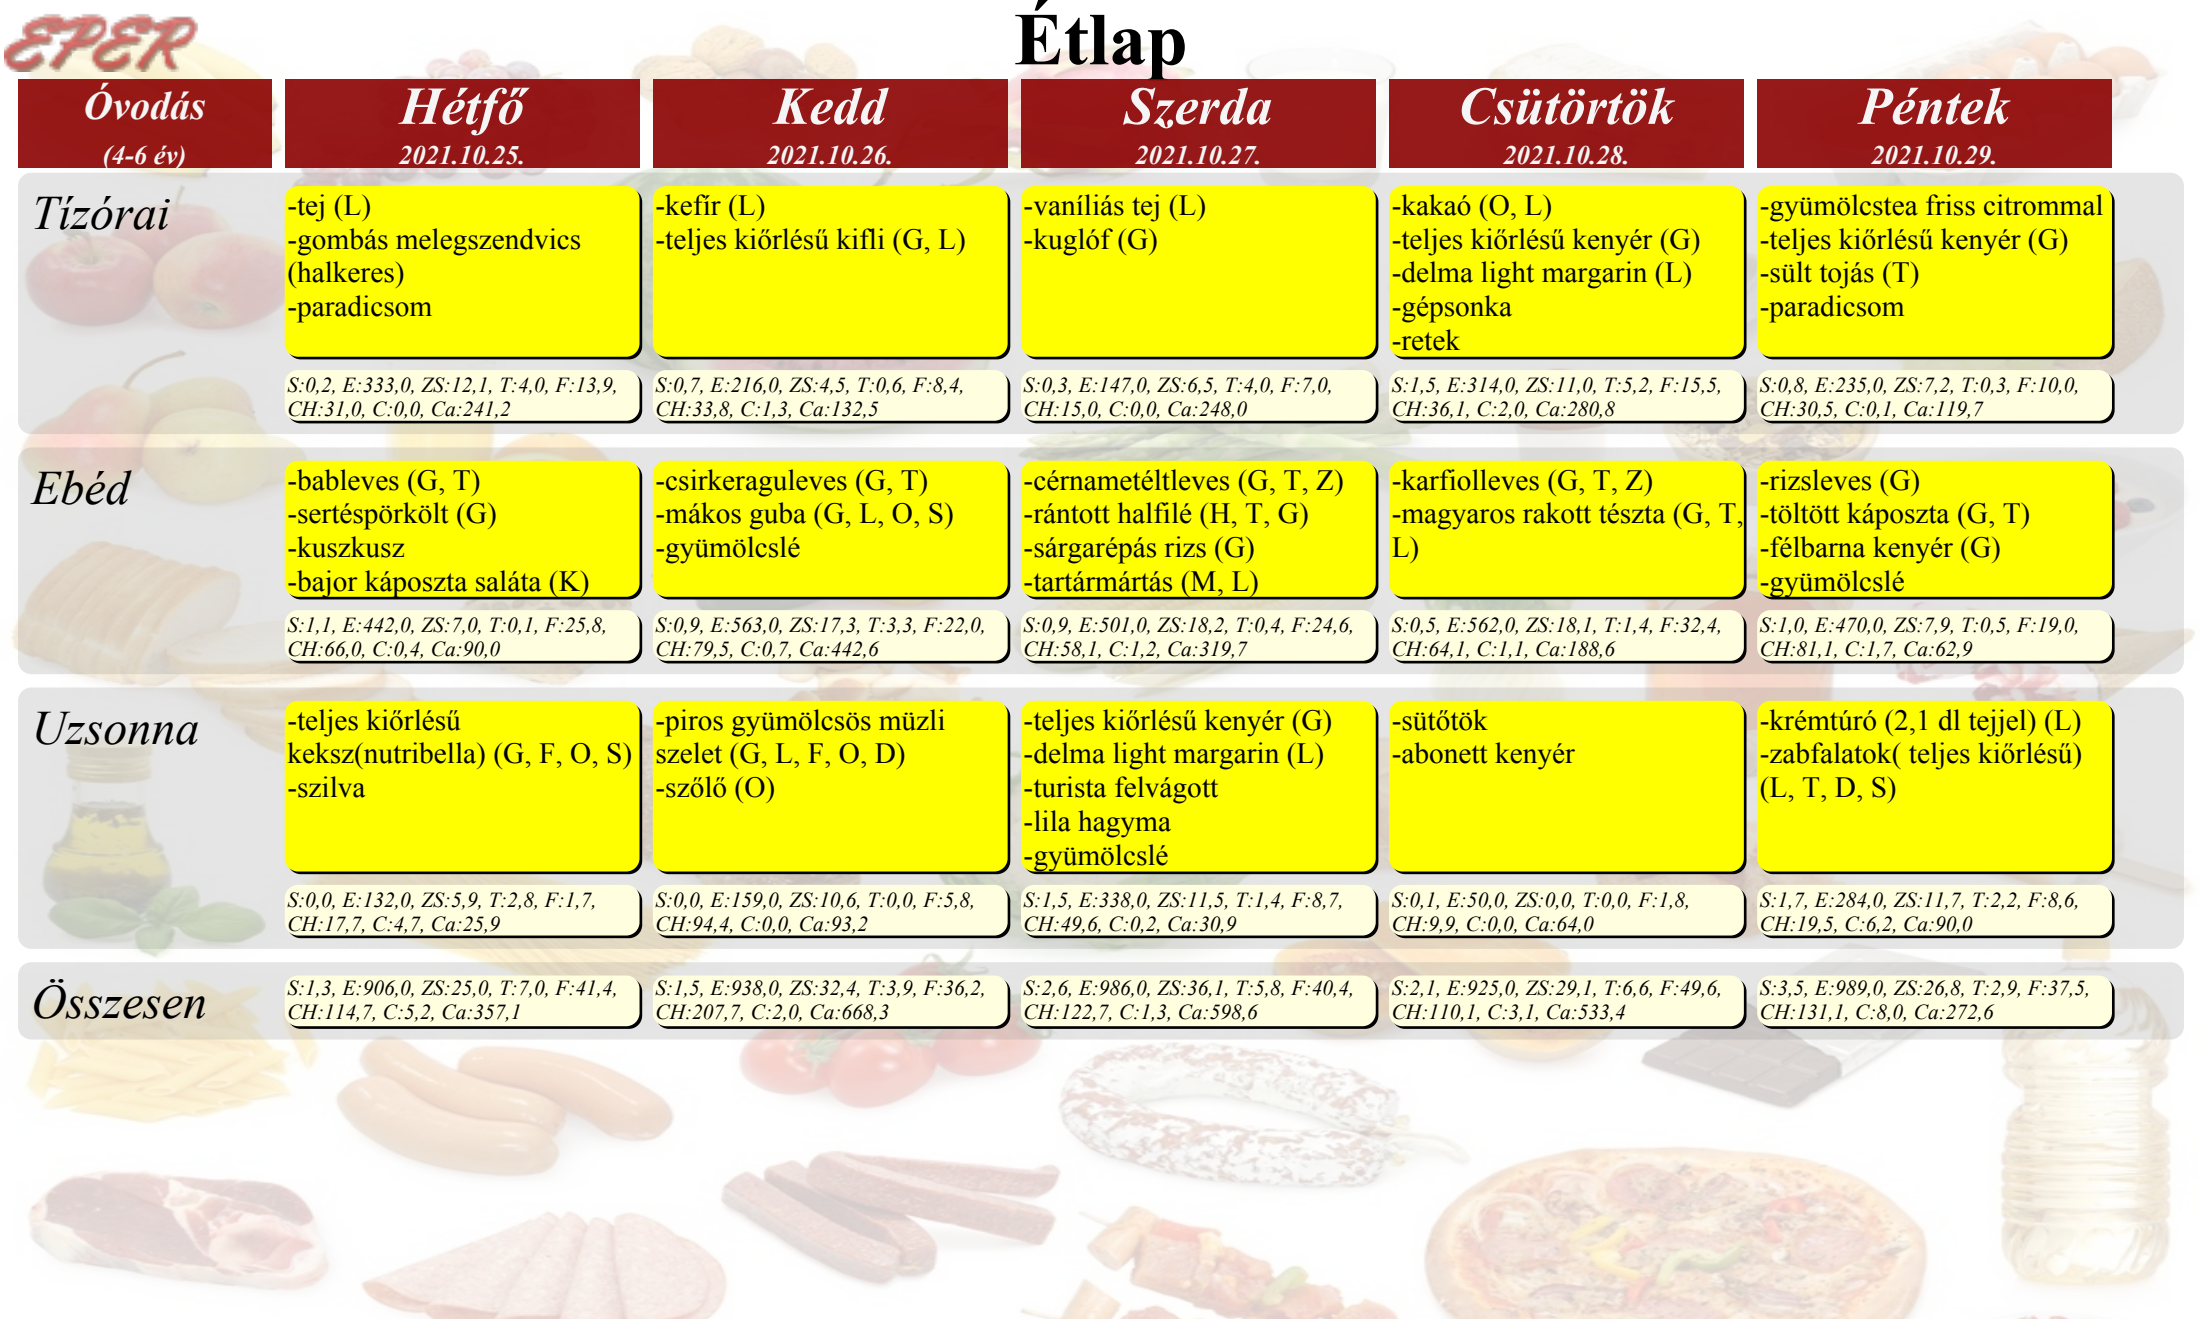 EPER
Étlap
Óvodás
(4-6 év)
Hétfő
2021.10.25.
Kedd
2021.10.26.
Szerda
2021.10.27.
Csütörtök
2021.10.28.
Péntek
2021.10.29.
Tízórai
-tej (L)
-gombás melegszendvics
(halkeres)
-paradicsom
S:0,2, E:333,0, ZS:12,1, T:4,0, F:13,9,
CH:31,0, C:0,0, Ca:241,2
-kefír (L)
-teljes kiőrlésű kifli (G, L)
S:0,7, E:216,0, ZS:4,5, T:0,6, F:8,4,
CH:33,8, C:1,3, Ca:132,5
-vaníliás tej (L)
-kuglóf (G)
S:0,3, E:147,0, ZS:6,5, T:4,0, F:7,0,
CH:15,0, C:0,0, Ca:248,0
-kakaó (O, L)
-teljes kiőrlésű kenyér (G)
-delma light margarin (L)
-gépsonka
-retek
S:1,5, E:314,0, ZS:11,0, T:5,2, F:15,5,
CH:36,1, C:2,0, Ca:280,8
-gyümölcstea friss citrommal
-teljes kiőrlésű kenyér (G)
-sült tojás (T)
-paradicsom
S:0,8, E:235,0, ZS:7,2, T:0,3, F:10,0,
CH:30,5, C:0,1, Ca:119,7
Ebéd
-bableves (G, T)
-sertéspörkölt (G)
-kuszkusz
-bajor káposzta saláta (K)
S:1,1, E:442,0, ZS:7,0, T:0,1, F:25,8,
CH:66,0, C:0,4, Ca:90,0
-csirkeraguleves (G, T)
-mákos guba (G, L, O, S)
-gyümölcslé
S:0,9, E:563,0, ZS:17,3, T:3,3, F:22,0,
CH:79,5, C:0,7, Ca:442,6
-cérnametéltleves (G, T, Z)
-rántott halfilé (H, T, G)
-sárgarépás rizs (G)
-tartármártás (M, L)
S:0,9, E:501,0, ZS:18,2, T:0,4, F:24,6,
CH:58,1, C:1,2, Ca:319,7
-karfiolleves (G, T, Z)
-magyaros rakott tészta (G, T,
L)
S:0,5, E:562,0, ZS:18,1, T:1,4, F:32,4,
CH:64,1, C:1,1, Ca:188,6
-rizsleves (G)
-töltött káposzta (G, T)
-félbarna kenyér (G)
-gyümölcslé
S:1,0, E:470,0, ZS:7,9, T:0,5, F:19,0,
CH:81,1, C:1,7, Ca:62,9
Uzsonna
-teljes kiőrlésű
keksz(nutribella) (G, F, O, S)
-szilva
S:0,0, E:132,0, ZS:5,9, T:2,8, F:1,7,
CH:17,7, C:4,7, Ca:25,9
-piros gyümölcsös müzli
szelet (G, L, F, O, D)
-szőlő (O)
S:0,0, E:159,0, ZS:10,6, T:0,0, F:5,8,
CH:94,4, C:0,0, Ca:93,2
-teljes kiőrlésű kenyér (G)
-delma light margarin (L)
-turista felvágott
-lila hagyma
-gyümölcslé
S:1,5, E:338,0, ZS:11,5, T:1,4, F:8,7,
CH:49,6, C:0,2, Ca:30,9
-sütőtök
-abonett kenyér
S:0,1, E:50,0, ZS:0,0, T:0,0, F:1,8,
CH:9,9, C:0,0, Ca:64,0
-krémtúró (2,1 dl tejjel) (L)
-zabfalatok( teljes kiőrlésű)
(L, T, D, S)
S:1,7, E:284,0, ZS:11,7, T:2,2, F:8,6,
CH:19,5, C:6,2, Ca:90,0
Összesen
S:1,3, E:906,0, ZS:25,0, T:7,0, F:41,4,
CH:114,7, C:5,2, Ca:357,1
S:1,5, E:938,0, ZS:32,4, T:3,9, F:36,2,
CH:207,7, C:2,0, Ca:668,3
S:2,6, E:986,0, ZS:36,1, T:5,8, F:40,4,
CH:122,7, C:1,3, Ca:598,6
S:2,1, E:925,0, ZS:29,1, T:6,6, F:49,6,
CH:110,1, C:3,1, Ca:533,4
S:3,5, E:989,0, ZS:26,8, T:2,9, F:37,5,
CH:131,1, C:8,0, Ca:272,6